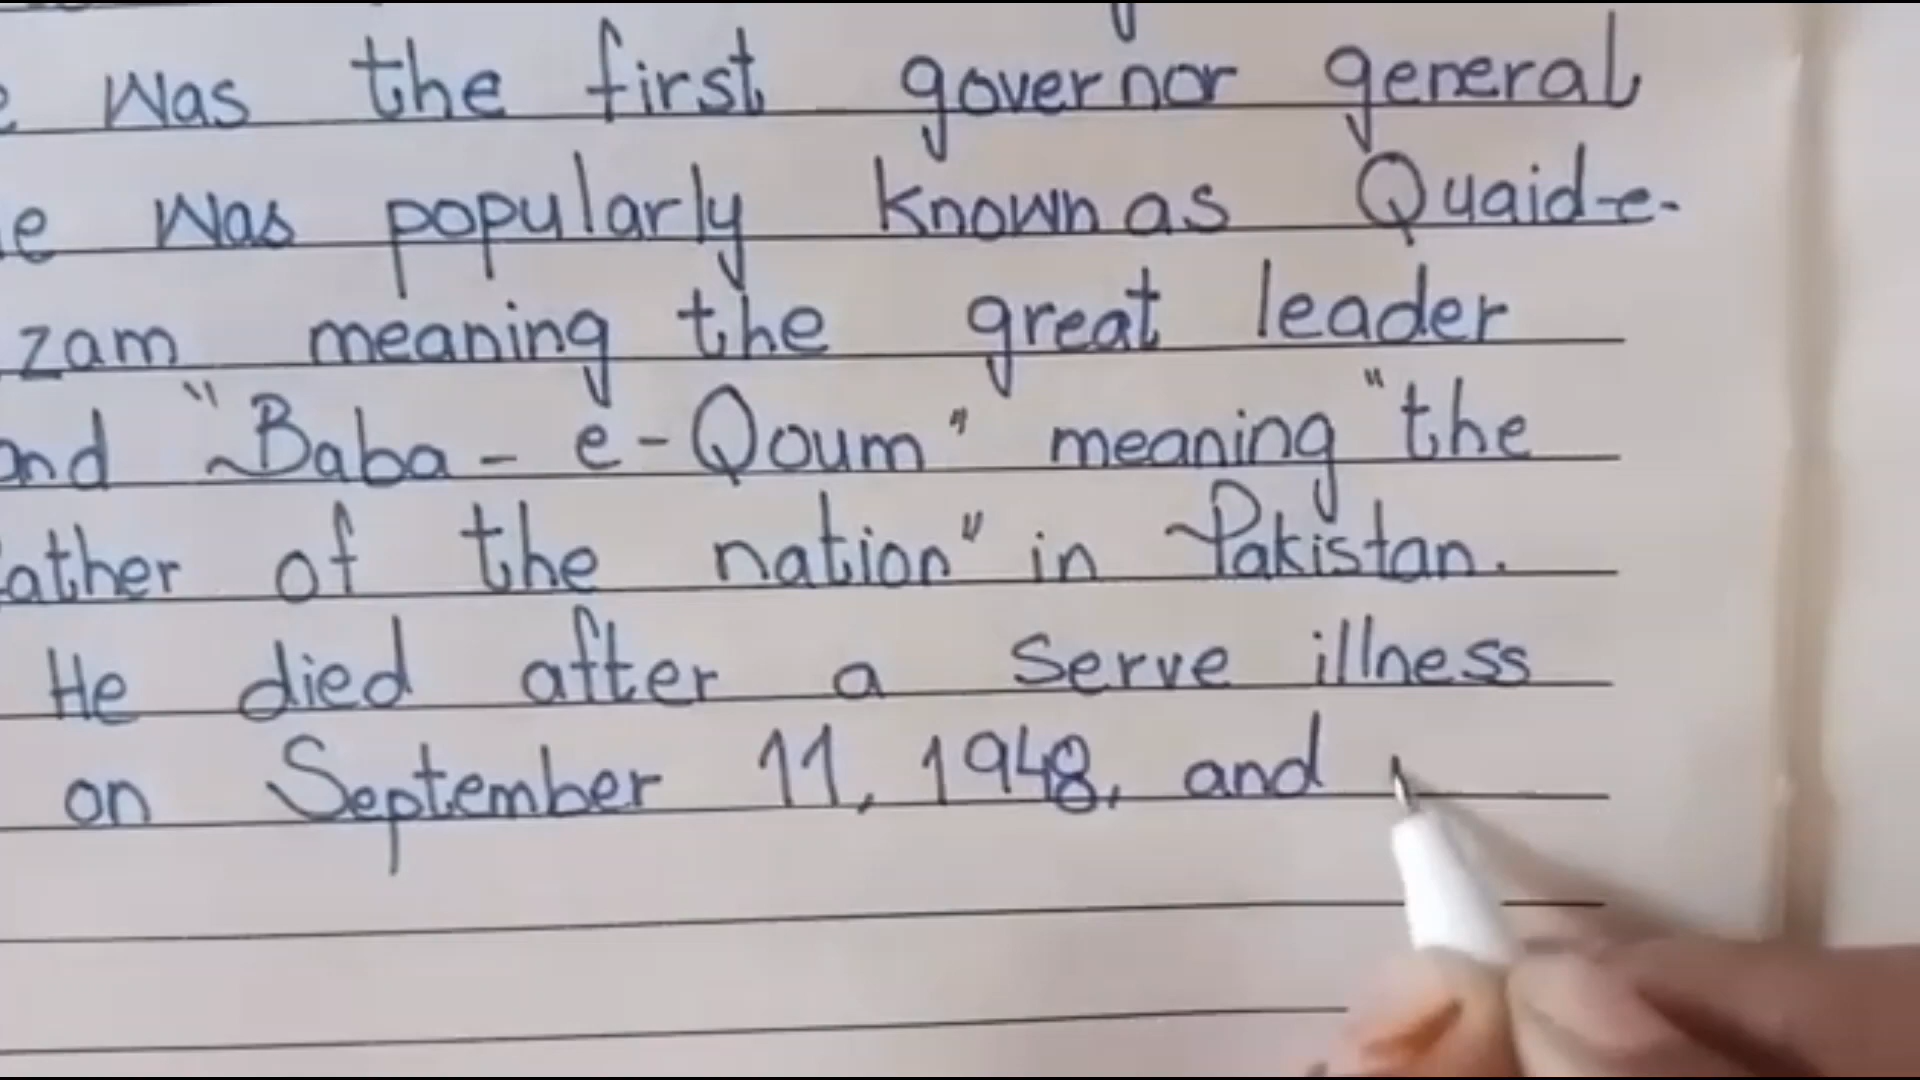 e was the first governor general
e was popularly known as Quaid-e-
zam meaning the great leader
and "Baba-e-Qoum" meaning "the
father of the nation" in Pakistan.
He died after a serve illness
on September 11, 1948, and